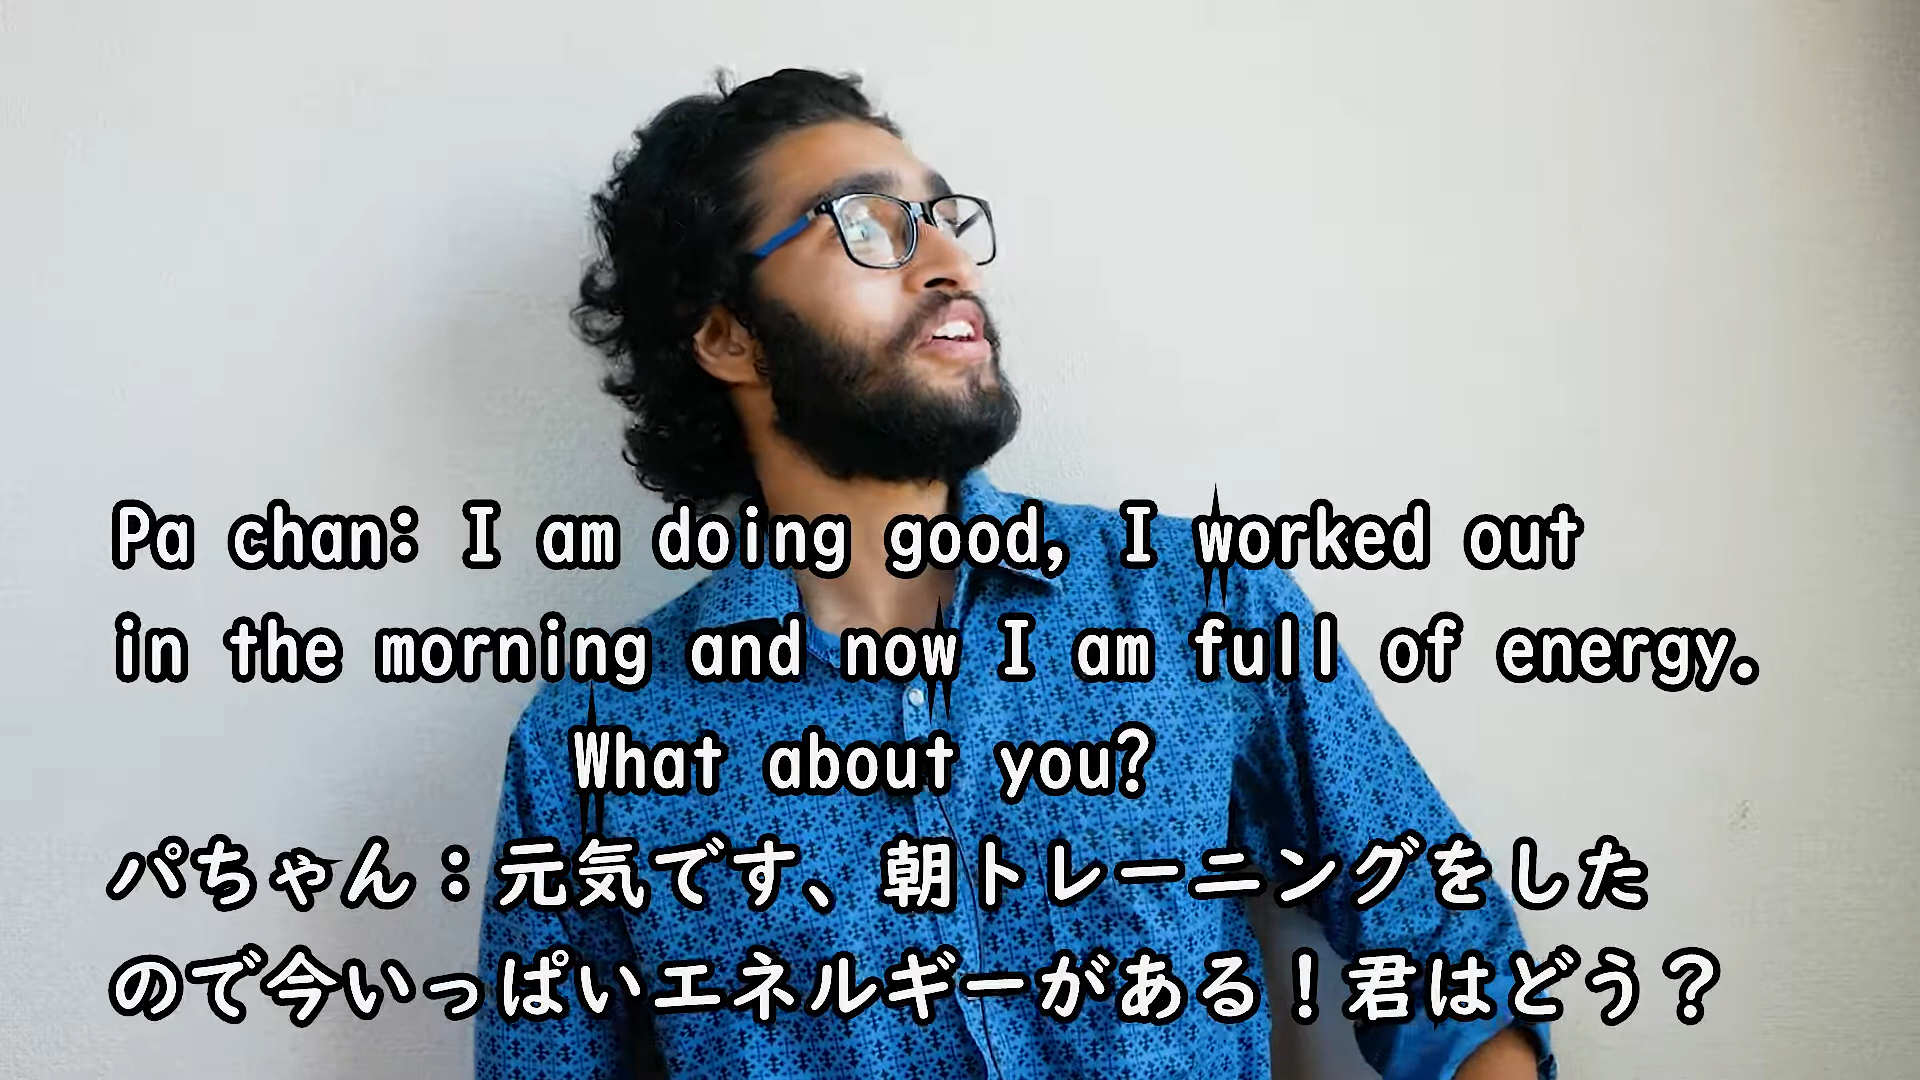 Pa chan: I am doing good, I worked out
in the morning and now I am full of energy.
What about you?
パちゃん：元気です、朝トレーニングをした
ので今いっぱいエネルギーがある！君はどう？